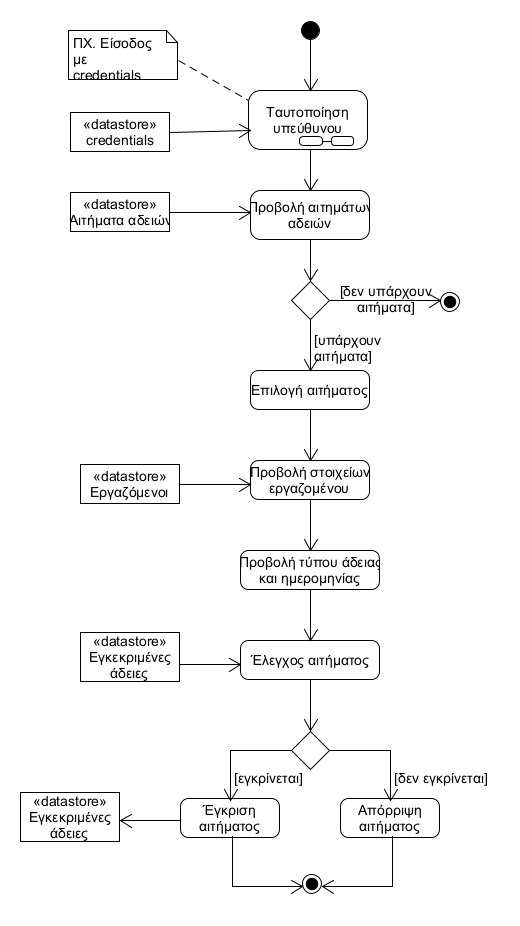 ΠΧ. Είσοδος
με
credentials
Ταυτοποίηση
υπεύθυνου
«datastore»
credentials
«datastore»
Αιτήματα αδειών
Προβολή αιτημάτων
αδειών
[δεν υπάρχουν
αιτήματα]
[υπάρχουν
αιτήματα]
Επιλογή αιτήματος
«datastore»
Εργαζόμενοι
Προβολή στοιχείων
εργαζομένου
Προβολή τύπου άδειας
και ημερομηνίας
«datastore»
Εγκεκριμένες
άδειες
Έλεγχος αιτήματος
[εγκρίνεται]
[δεν εγκρίνεται]
«datastore»
Εγκεκριμένες
άδειες
Έγκριση
αιτήματος
Απόρριψη
αιτήματος